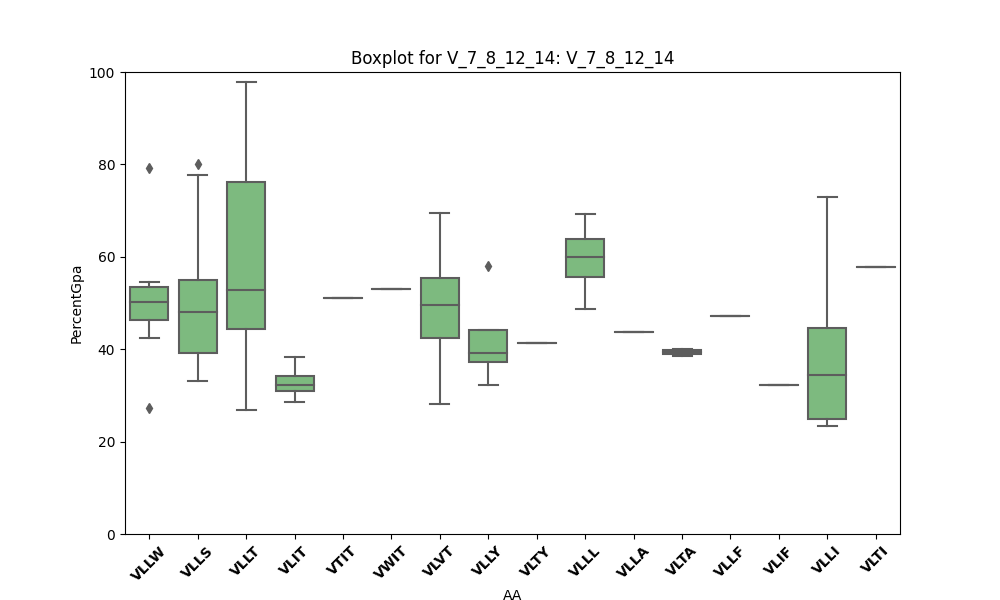 Boxplot for V_7_8_12_14: V_7_8_12_14
100
80
60
40
20
0
PercentGpa
VLLW VLLS VLLT VLIT VTIT VWIT VLVT VLLY VLTY VLLL VLLA VLTA VLLF VLIF VLLI VLTI
AA